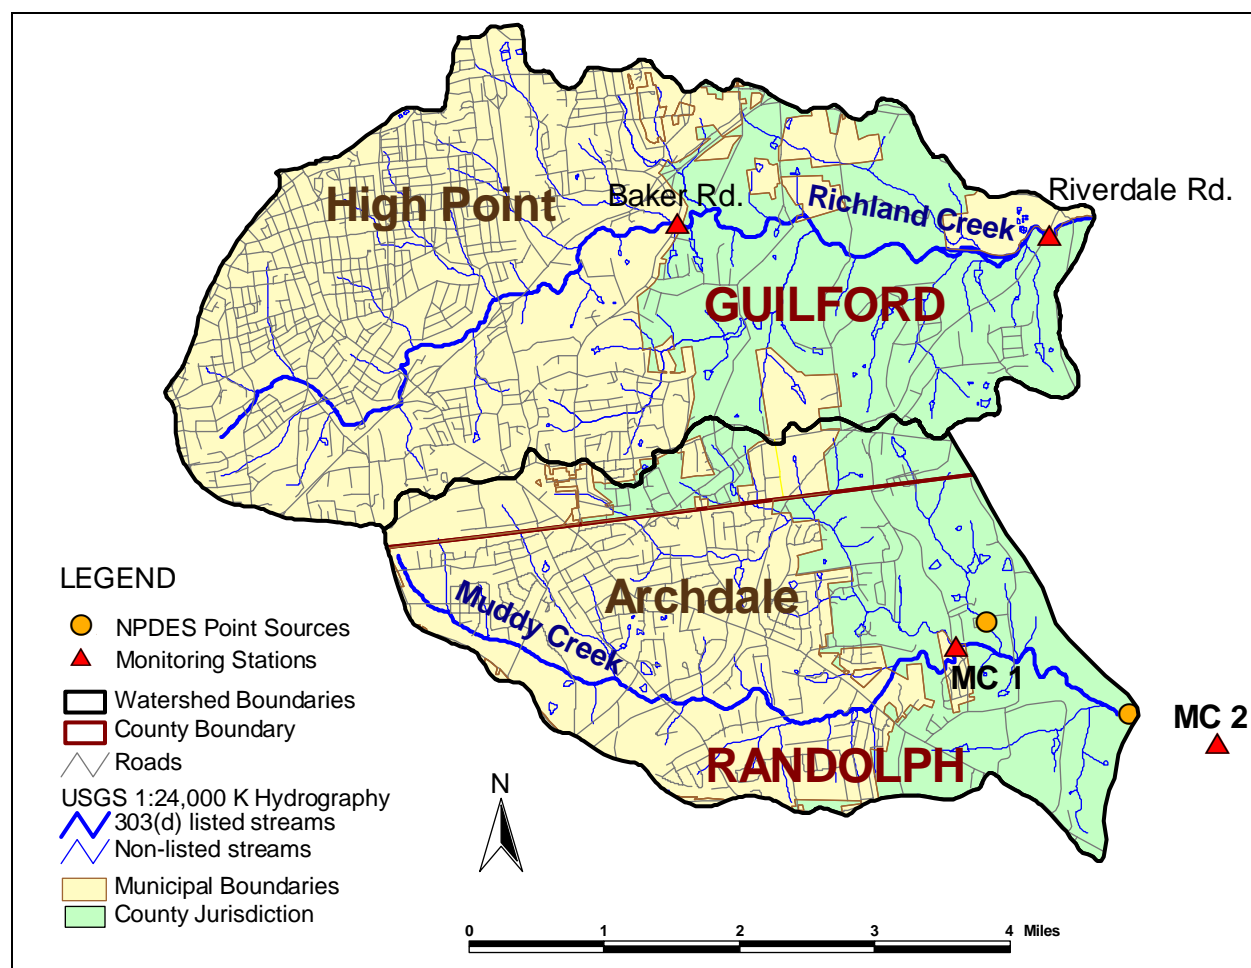 High Point
Baker Rd.
Richland Creek
Riverdale Rd.
GUILFORD
Archdale
Muddy Creek
MC 1
MC 2
RANDOLPH
LEGEND
NPDES Point Sources
Monitoring Stations
Watershed Boundaries
County Boundary
Roads
USGS 1:24,000 K Hydrography
303(d) listed streams
Non-listed streams
Municipal Boundaries
County Jurisdiction
N
0 1 2 3 4 Miles